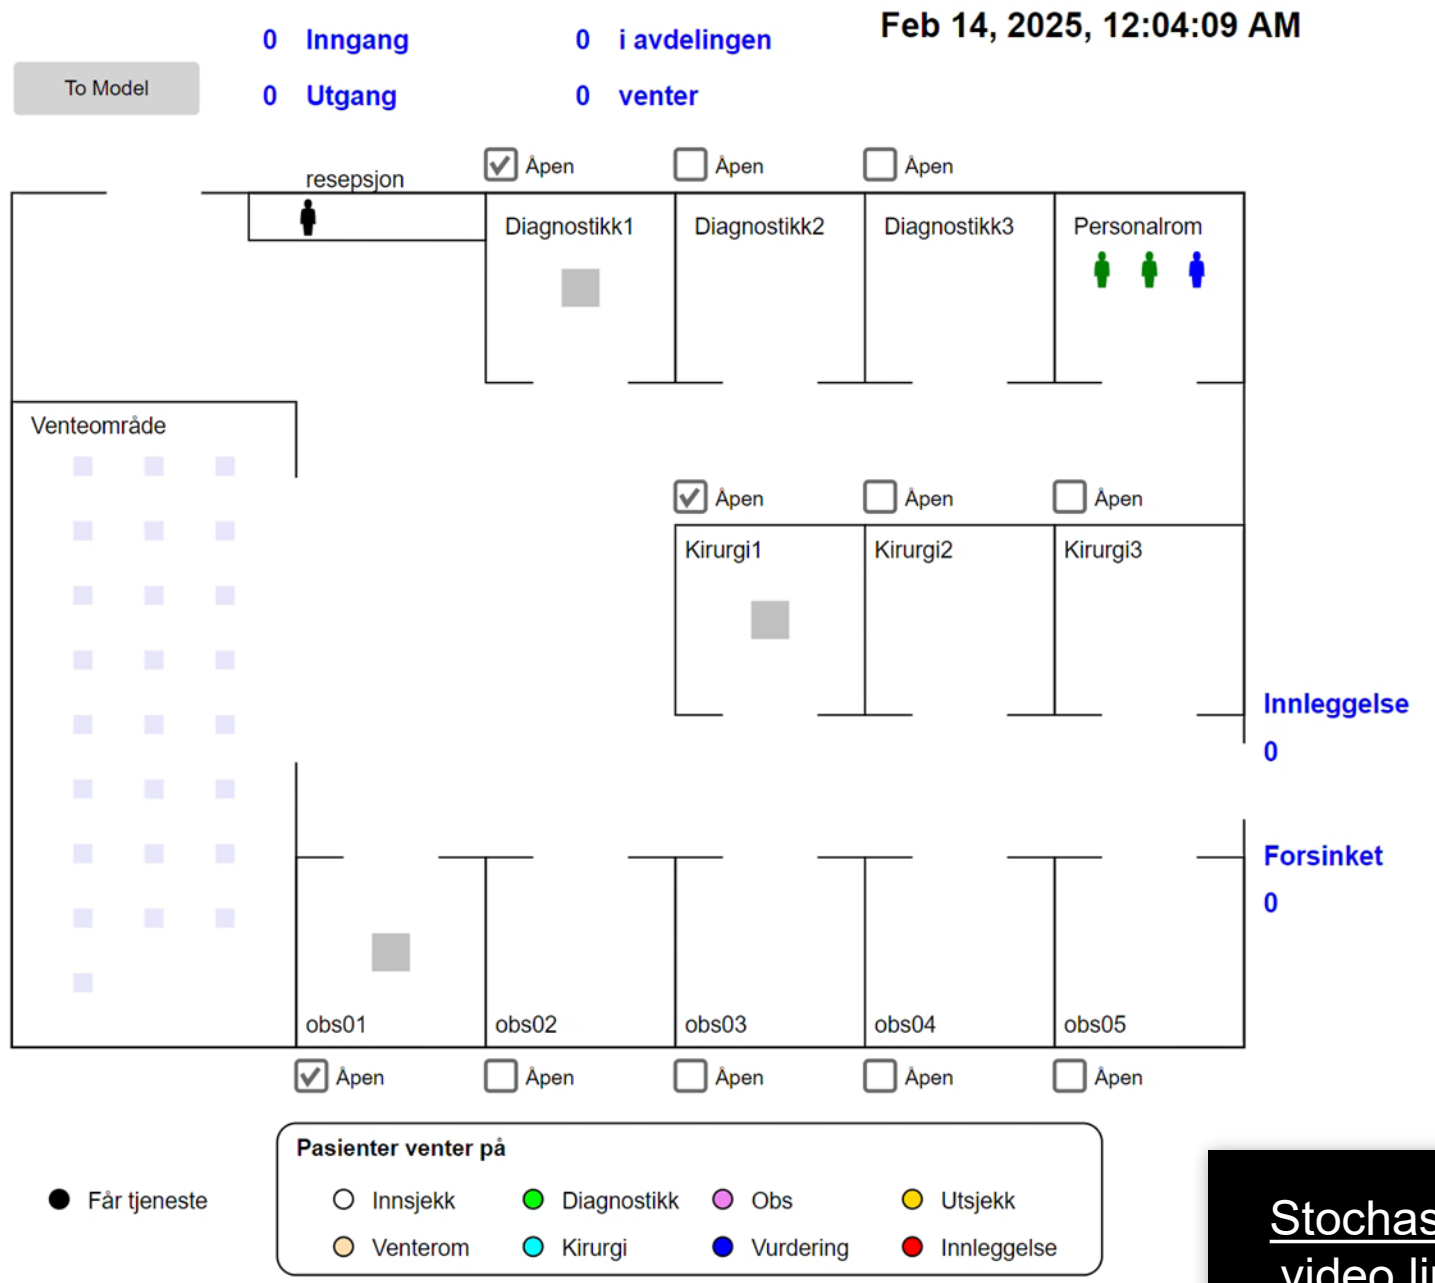 Feb 14, 2025, 12:04:09 AM
0 Inngang
0 i avdelingen
To Model
0 Utgang
0 venter
Åpen
Åpen
Åpen
resepsjon
Diagnostikk1
Diagnostikk2
Diagnostikk3
Personalrom
Venteområde
Åpen
Åpen
Åpen
Kirurgi1
Kirurgi2
Kirurgi3
Innleggelse
0
Forsinket
0
obs01
obs02
obs03
obs04
obs05
Åpen
Åpen
Åpen
Åpen
Åpen
Pasienter venter på
Får tjeneste
Innsjekk
Diagnostikk
Obs
Utsjekk
Venterom
Kirurgi
Vurdering
Innleggelse
video